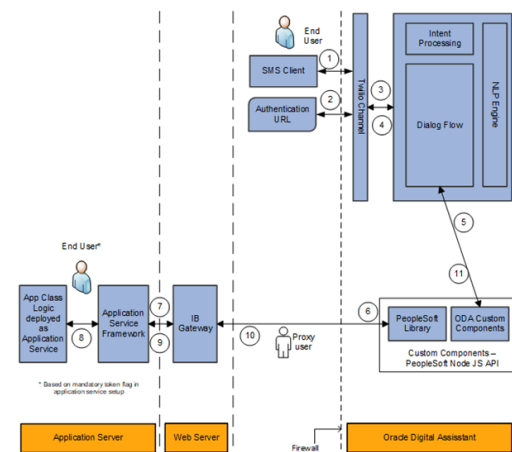 End
User
SMS Client
1
Authentication
URL
2
Twilio Channel
3
4
Intent
Processing
Dialog Flow
NLP Engine
5
11
End User*
App Class
Logic
deployed
as
Application
Service
8
Application
Service
Framework
7
9
IB
Gateway
10
Proxy
user
6
PeopleSoft
Library
ODA Custom
Components
Custom Components –
PeopleSoft Node JS API
* Based on mandatory token flag in
application service setup
Application Server
Web Server
Firewall
Oracle Digital Assistant